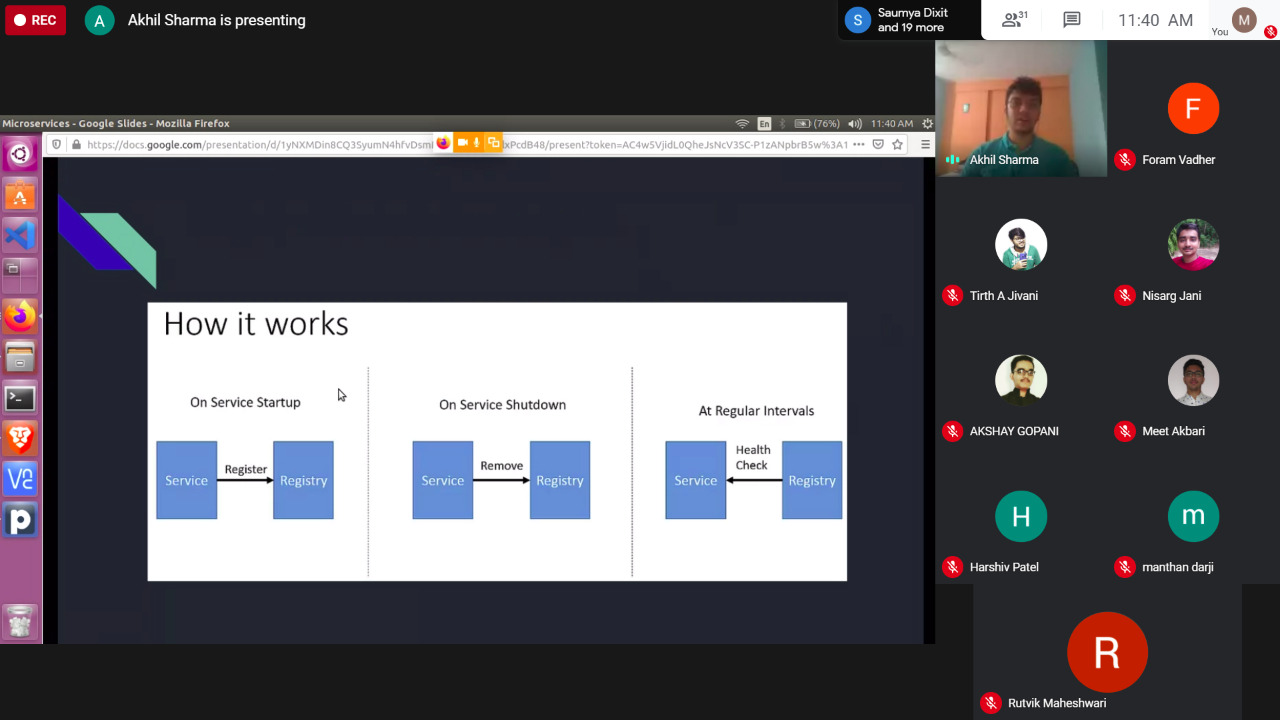 REC
A
Akhil Sharma is presenting
S
Saumya Dixit
and 19 more
31
11:40 AM
You
M
Microservices - Google Slides - Mozilla Firefox
En
(76%)
11:40 AM
https://docs.google.com/presentation/d/1yNXMDin8CQ3SyumN4hfvDsml
xPcdB48/present?token=AC4w5VjidL0QheJsNcV3SC-P1zANpbrB5w%3A1
How it works
On Service Startup
Service
Register
Registry
On Service Shutdown
Service
Remove
Registry
At Regular Intervals
Service
Health
Check
Registry
Akhil Sharma
F
Foram Vadher
Tirth A Jivani
Nisarg Jani
AKSHAY GOPANI
Meet Akbari
H
Harshiv Patel
m
manthan darji
R
Rutvik Maheshwari